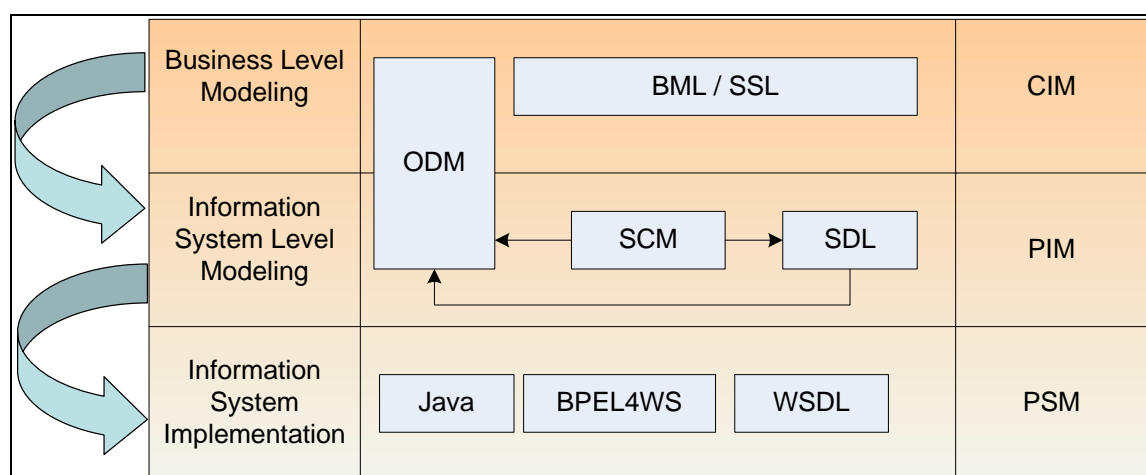 Business Level
Modeling
BML / SSL
CIM
ODM
Information
System Level
Modeling
SCM
SDL
PIM
Information
System
Implementation
Java
BPEL4WS
WSDL
PSM